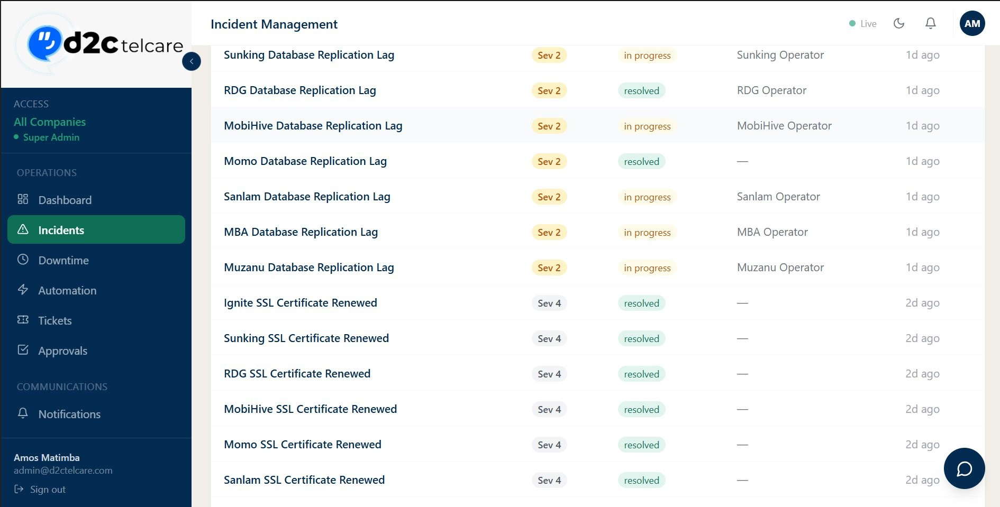 d2c telcare
ACCESS
All Companies
Super Admin
OPERATIONS
Dashboard
Incidents
Downtime
Automation
Tickets
Approvals
COMMUNICATIONS
Notifications
Amos Matimba
admin@d2ctelcare.com
Sign out
Incident Management
Live
AM
Sunking Database Replication Lag Sev 2 in progress Sunking Operator 1d ago
RDG Database Replication Lag Sev 2 resolved RDG Operator 1d ago
MobiHive Database Replication Lag Sev 2 in progress MobiHive Operator 1d ago
Momo Database Replication Lag Sev 2 resolved — 1d ago
Sanlam Database Replication Lag Sev 2 in progress Sanlam Operator 1d ago
MBA Database Replication Lag Sev 2 in progress MBA Operator 1d ago
Muzanu Database Replication Lag Sev 2 in progress Muzanu Operator 1d ago
Ignite SSL Certificate Renewed Sev 4 resolved — 2d ago
Sunking SSL Certificate Renewed Sev 4 resolved — 2d ago
RDG SSL Certificate Renewed Sev 4 resolved — 2d ago
MobiHive SSL Certificate Renewed Sev 4 resolved — 2d ago
Momo SSL Certificate Renewed Sev 4 resolved — 2d ago
Sanlam SSL Certificate Renewed Sev 4 resolved — 2d ago